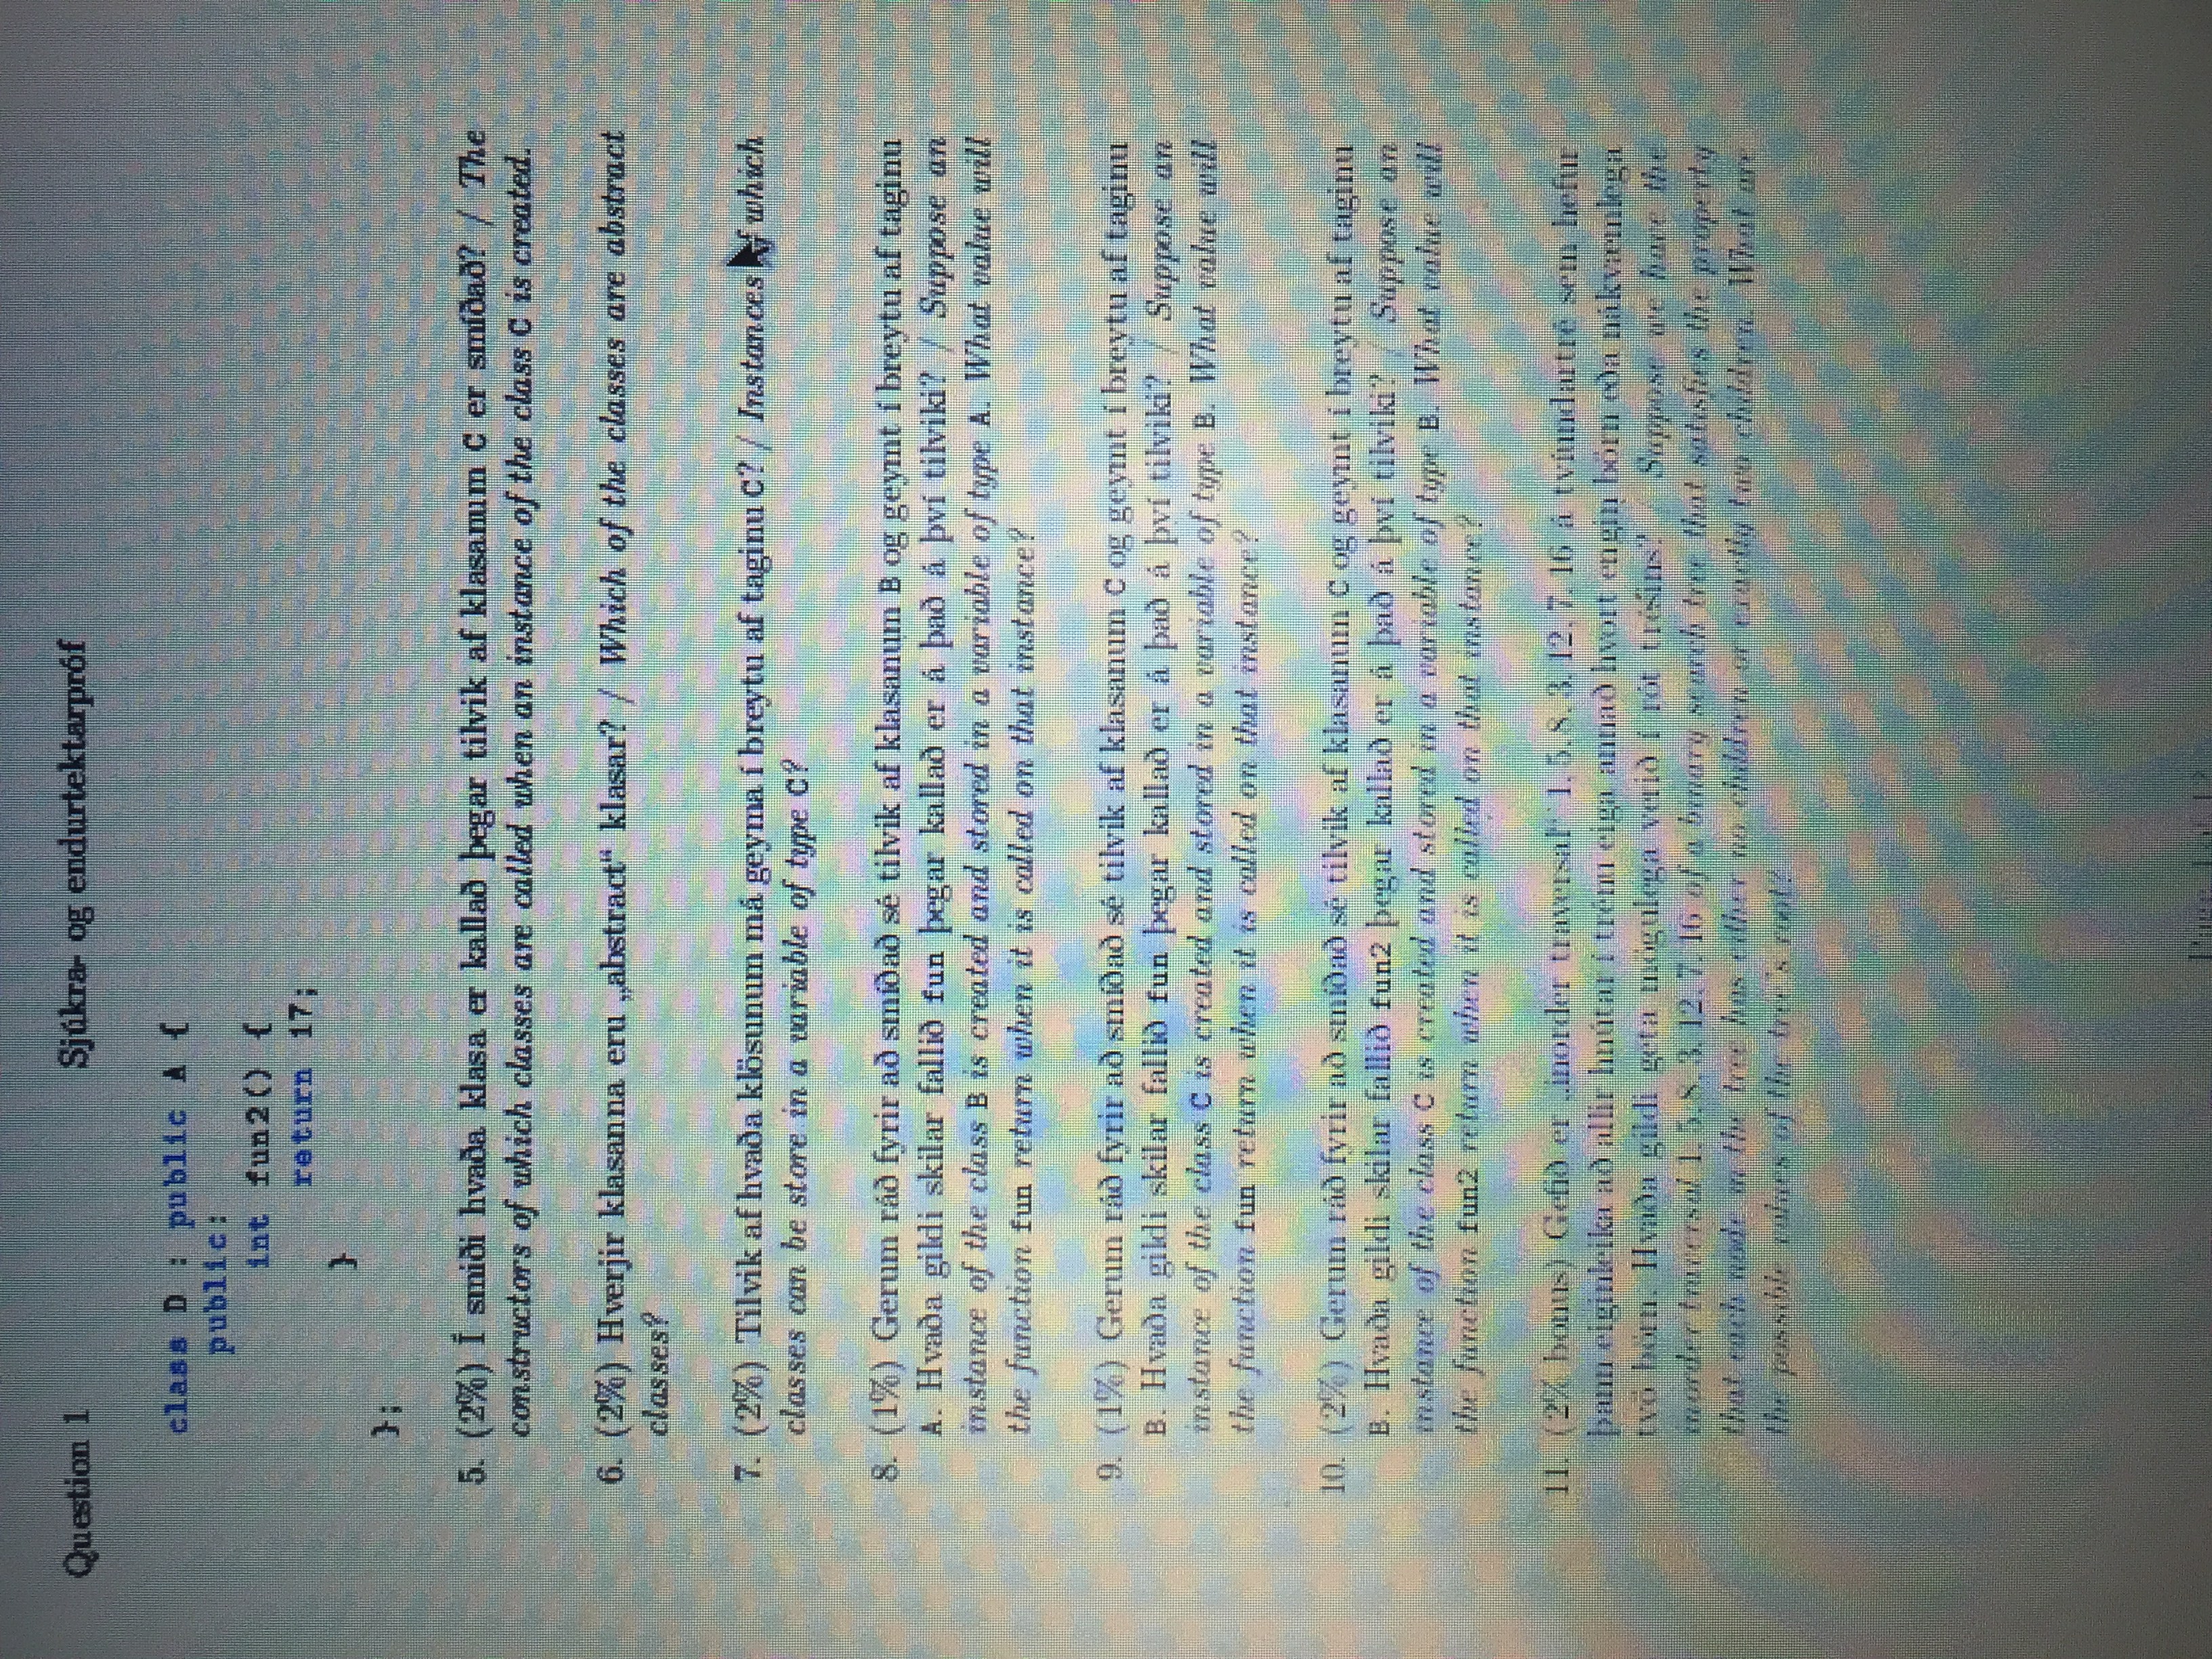 Question 1 Sjúkra- og endurtektarpróf
class D : public A {
public:
int fun2() {
return 17;
}
};
5. (2%) Í smiði hvaða klasa er kallað þegar tilvik af klasanum C er smíðað? / The
constructors of which classes are called when an instance of the class C is created.
6. (2%) Hverjir klasanna eru „abstract“ klasar? / Which of the classes are abstract
classes?
7. (2%) Tilvik af hvaða klösunum má geyma í breytu af taginu C? / Instances of which
classes can be store in a variable of type C?
8. (1%) Gerum ráð fyrir að smíðað sé tilvik af klasanum B og geymt í breytu af taginu
A. Hvaða gildi skilar fallið fun þegar kallað er á það á því tilviki? / Suppose an
instance of the class B is created and stored in a variable of type A. What value will
the function fun return when it is called on that instance?
9. (1%) Gerum ráð fyrir að smíðað sé tilvik af klasanum C og geymt í breytu af taginu
B. Hvaða gildi skilar fallið fun þegar kallað er á það á því tilviki? / Suppose an
instance of the class C is created and stored in a variable of type B. What value will
the function fun return when it is called on that instance?
10. (2%) Gerum ráð fyrir að smíðað sé tilvik af klasanum C og geymt í breytu af taginu
B. Hvaða gildi skilar fallið fun2 þegar kallað er á það á því tilviki? / Suppose an
instance of the class C is created and stored in a variable of type B. What value will
the function fun2 return when it is called on that instance?
11. (2% bonus) Gefið er „inorder traversal“ 1, 5, 8, 3, 12, 7, 16 á tvíundartré sem hefur
þann eiginleika að allir hnútar í trénu eiga annað hvort engin börn eða nákvæmlega
tvö börn. Hvaða gildi geta mögulega verið í rót trésins? / Suppose we have the
inorder traversal 1, 5, 8, 3, 12, 7, 16 of a binary search tree that satisfies the property
that each node in the tree has either no children or exactly two children. What are
the possible values of the tree's root?